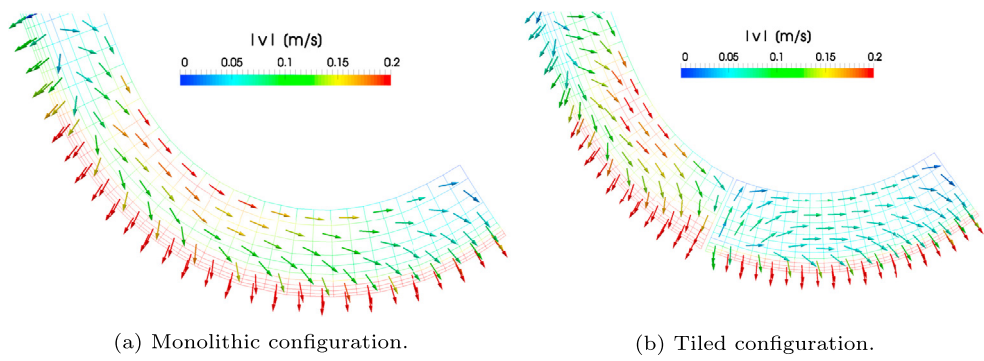 |v| (m/s)
0 0.05 0.1 0.15 0.2
|v| (m/s)
0 0.05 0.1 0.15 0.2
(a) Monolithic configuration.
(b) Tiled configuration.